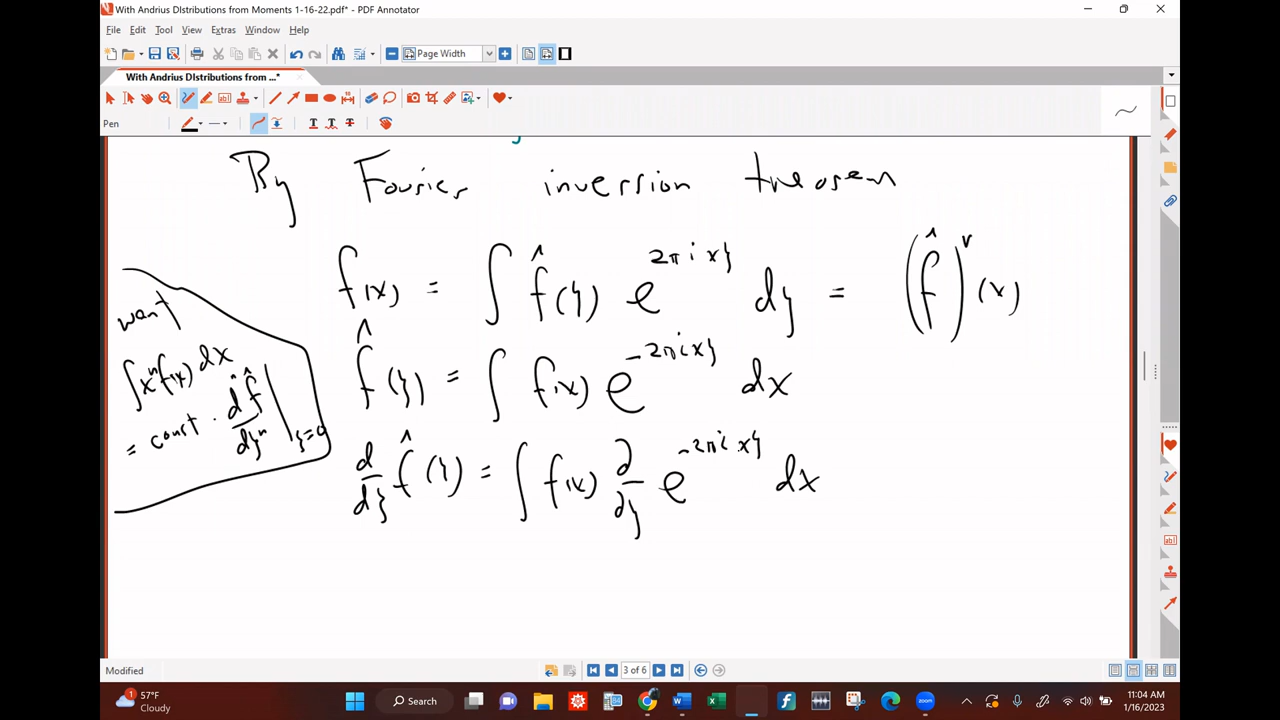 With Andrius DIstributions from Moments 1-16-22.pdf* - PDF Annotator
File Edit Tool View Extras Window Help
Page Width
With Andrius DIstributions from ...*
Pen
By Fourier inversion theorem
f(x) = ∫ f̂(ξ) e^{2πixξ} dξ = (f̂)^v (x)
f̂(ξ) = ∫ f(x) e^{-2πixξ} dx
d/dξ f̂(ξ) = ∫ f(x) ∂/∂ξ e^{-2πixξ} dx
want
∫x^n f(x) dx
= const · d^n f̂/dξ^n |_{ξ=0}
Modified
3 of 6
1
57°F
Cloudy
Search
11:04 AM
1/16/2023